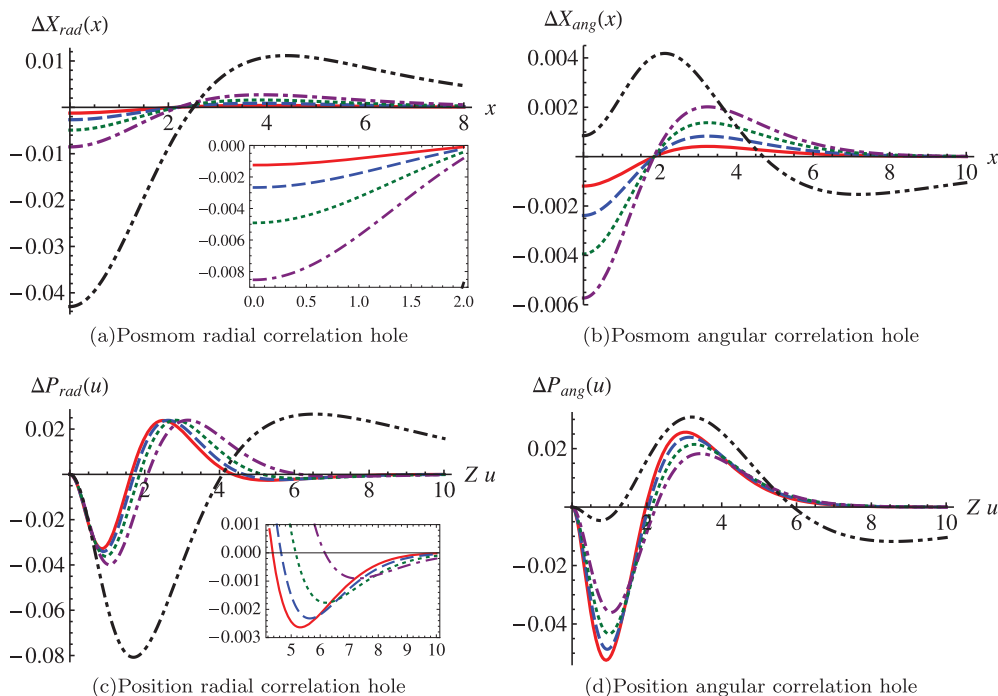 ΔX_rad(x)
0.01
2 4 6 8 x
−0.01
−0.02
−0.03
−0.04
0.000
−0.002
−0.004
−0.006
−0.008
0.0 0.5 1.0 1.5 2.0
(a)Posmom radial correlation hole
ΔX_ang(x)
0.004
0.002
2 4 6 8 10 x
−0.002
−0.004
−0.006
(b)Posmom angular correlation hole
ΔP_rad(u)
0.02
2 4 6 8 10 Z u
−0.02
−0.04
−0.06
−0.08
0.001
0.000
−0.001
−0.002
−0.003
5 6 7 8 9 10
(c)Position radial correlation hole
ΔP_ang(u)
0.02
2 4 6 8 10 Z u
−0.02
−0.04
(d)Position angular correlation hole